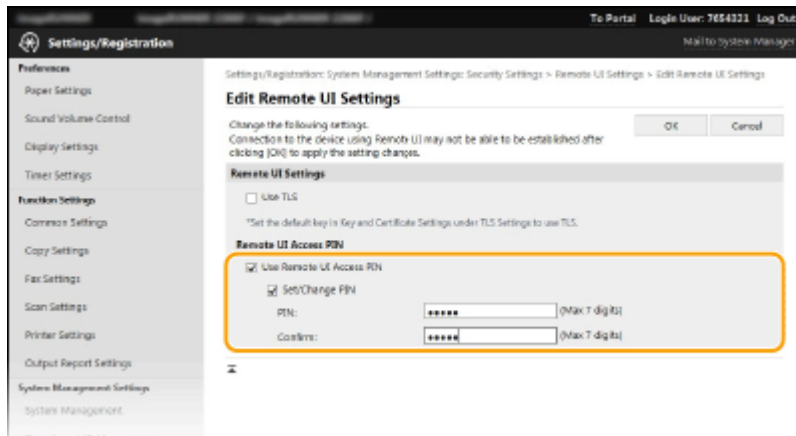 To Portal Login User: 7654321 Log Out
Settings/Registration
Mail to System Manager
Preferences
Paper Settings
Sound Volume Control
Display Settings
Timer Settings
Function Settings
Common Settings
Copy Settings
Fax Settings
Scan Settings
Printer Settings
Output Report Settings
System Management Settings
System Management
Settings/Registration: System Management Settings: Security Settings > Remote UI Settings > Edit Remote UI Settings
Edit Remote UI Settings
Change the following settings.
Connection to the device using Remote UI may not be able to be established after
clicking [OK] to apply the setting changes.
OK Cancel
Remote UI Settings
Use TLS
*Set the default key in Key and Certificate Settings under TLS Settings to use TLS.
Remote UI Access PIN
Use Remote UI Access PIN
Set/Change PIN
PIN: ••••• (Max 7 digits)
Confirm: ••••• (Max 7 digits)